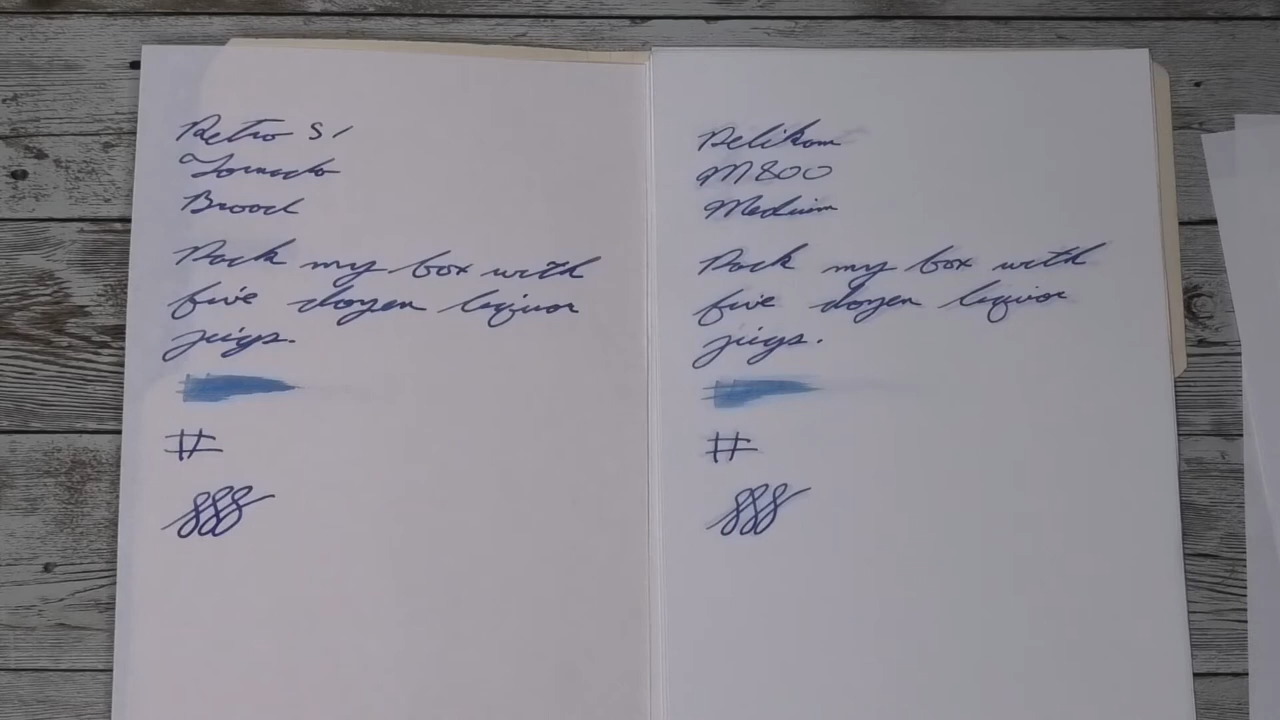 Retro 51
Tornado
Broad
Pack my box with
five dozen liquor
jugs.
#
Pelikan
M800
Medium
Pack my box with
five dozen liquor
jugs.
#